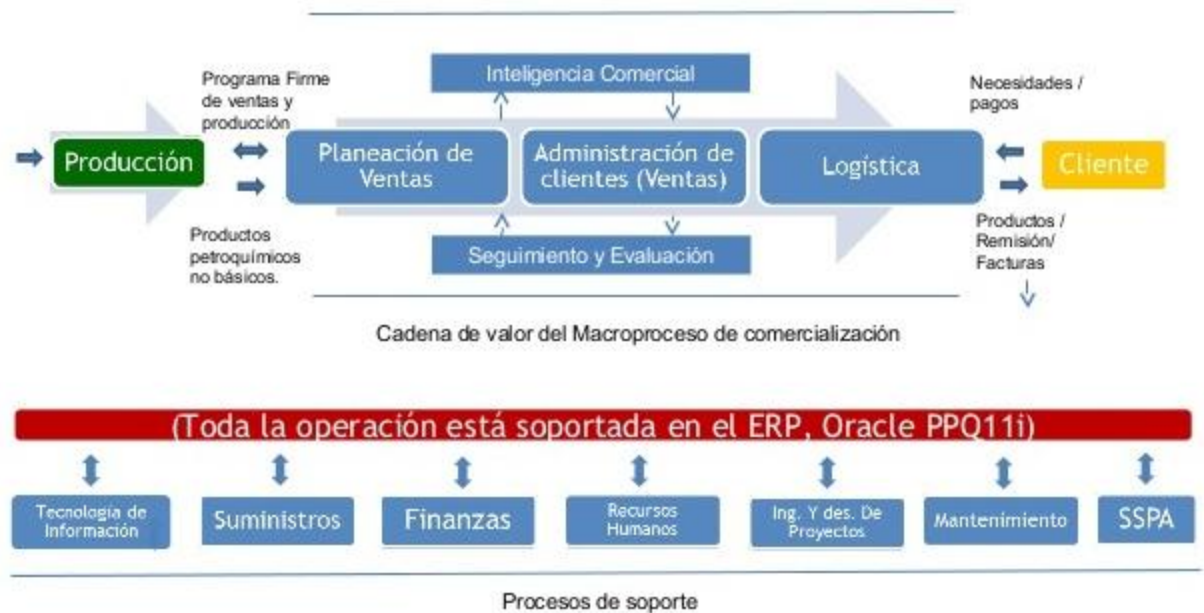 Inteligencia Comercial
Programa Firme
de ventas y
producción
Necesidades /
pagos
Producción
Planeación de
Ventas
Administración de
clientes (Ventas)
Logística
Cliente
Productos
petroquímicos
no básicos.
Seguimiento y Evaluación
Productos /
Remisión/
Facturas
Cadena de valor del Macroproceso de comercialización
(Toda la operación está soportada en el ERP, Oracle PPQ11i)
Tecnología de
Información
Suministros
Finanzas
Recursos
Humanos
Ing. Y des. De
Proyectos
Mantenimiento
SSPA
Procesos de soporte